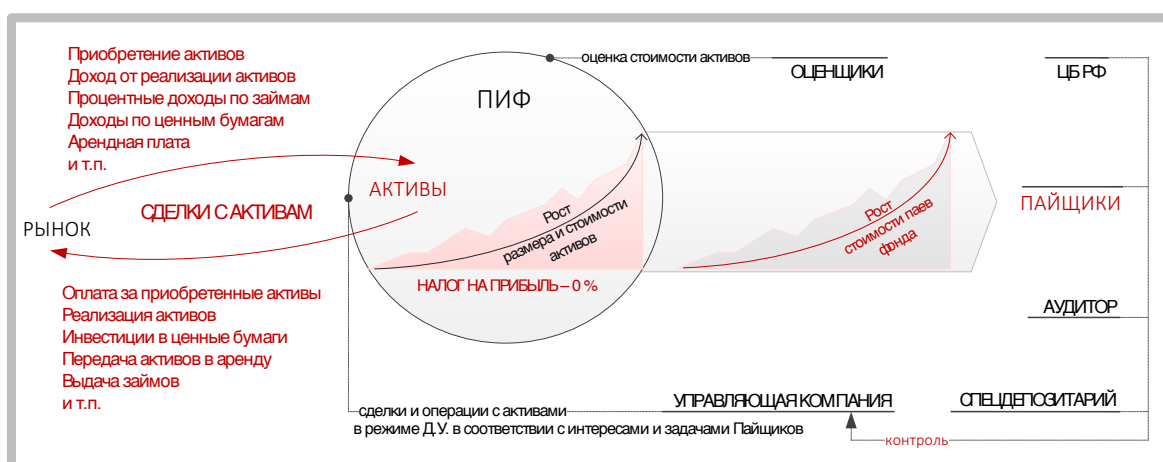 Приобретение активов
Доход от реализации активов
Процентные доходы по займам
Доходы по ценным бумагам
Арендная плата
и т.п.
оценка стоимости активов
ОЦЕНЩИКИ
ЦБ РФ
ПИФ
АКТИВЫ
СДЕЛКИ С АКТИВАМ
РЫНОК
Рост
размера и стоимости
активов
НАЛОГ НА ПРИБЫЛЬ – 0 %
Рост
стоимости паев
фонда
ПАЙЩИКИ
Оплата за приобретенные активы
Реализация активов
Инвестиции в ценные бумаги
Передача активов в аренду
Выдача займов
и т.п.
АУДИТОР
сделки и операции с активами
в режиме Д.У. в соответствии с интересами и задачами Пайщиков
УПРАВЛЯЮЩАЯ КОМПАНИЯ
СПЕЦДЕПОЗИТАРИЙ
контроль